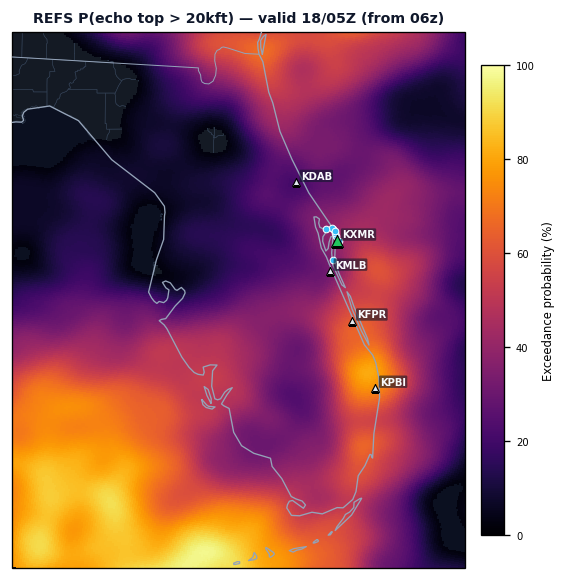 REFS P(echo top > 20kft) — valid 18/05Z (from 06z)
KDAB
KXMR
KMLB
KFPR
KPBI
100
80
60
40
20
0
Exceedance probability (%)